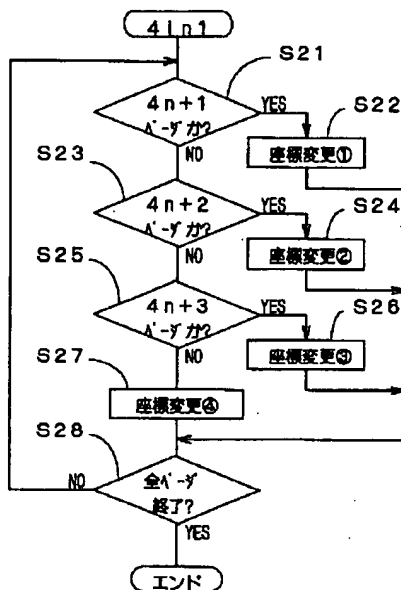 4in1
S21
4n+1
ページか?
YES
S22
座標変更①
NO
S23
4n+2
ページか?
YES
S24
座標変更②
NO
S25
4n+3
ページか?
YES
S26
座標変更③
NO
S27
座標変更④
S28
全ページ
終了?
NO
YES
エンド